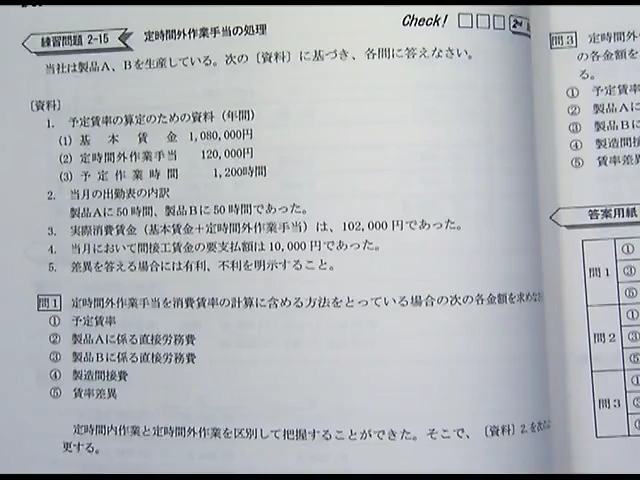 練習問題 2-15 定時間外作業手当の処理 Check!
当社は製品A、Bを生産している。次の〔資料〕に基づき、各問に答えなさい。
〔資料〕
1. 予定賃率の算定のための資料（年間）
(1) 基本賃金 1,080,000円
(2) 定時間外作業手当 120,000円
(3) 予定作業時間 1,200時間
2. 当月の出勤表の内訳
製品Aに50時間、製品Bに50時間であった。
3. 実際消費賃金（基本賃金＋定時間外作業手当）は、102,000円であった。
4. 当月において間接工賃金の要支払額は10,000円であった。
5. 差異を答える場合には有利、不利を明示すること。
問1 定時間外作業手当を消費賃率の計算に含める方法をとっている場合の次の各金額を求め
① 予定賃率
② 製品Aに係る直接労務費
③ 製品Bに係る直接労務費
④ 製造間接費
⑤ 賃率差異
定時間内作業と定時間外作業を区別して把握することができた。そこで、〔資料〕2.を
更する。
問3 定時間外
の各金額を
る。
① 予定賃率
② 製品A
③ 製品Bに
④ 製造間接
⑤ 賃率差異
答案用紙
問1
①
③
⑤
問2
①
③
⑤
問3
①